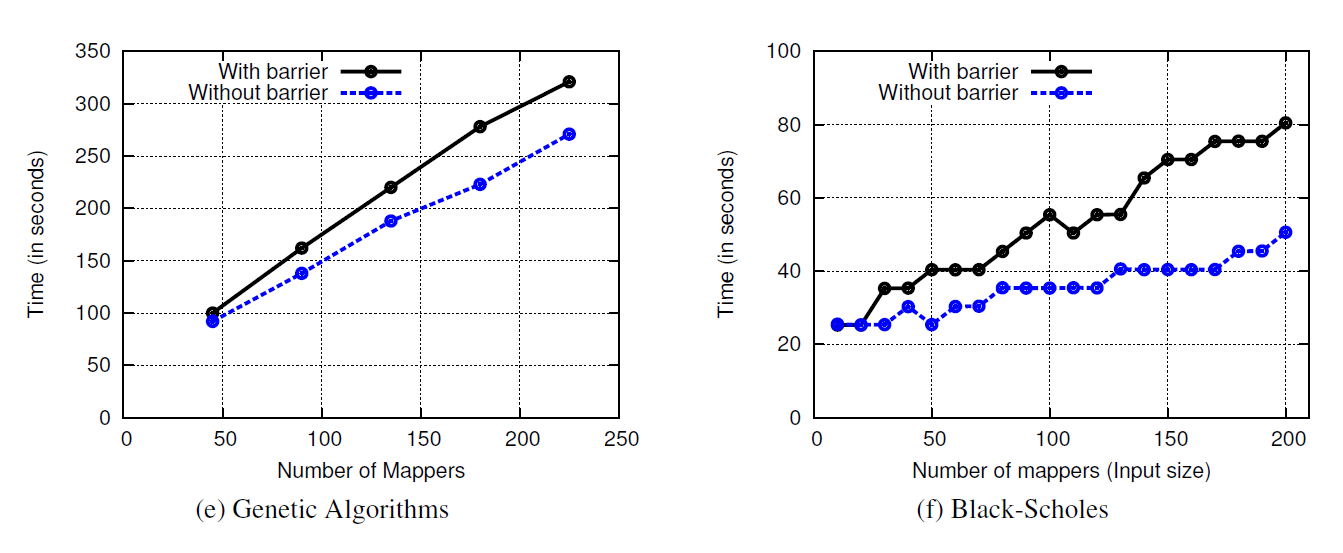 350
300
250
200
150
100
50
0
0 50 100 150 200 250
Time (in seconds)
With barrier
Without barrier
Number of Mappers
(e) Genetic Algorithms
100
80
60
40
20
0
0 50 100 150 200
Time (in seconds)
With barrier
Without barrier
Number of mappers (Input size)
(f) Black-Scholes